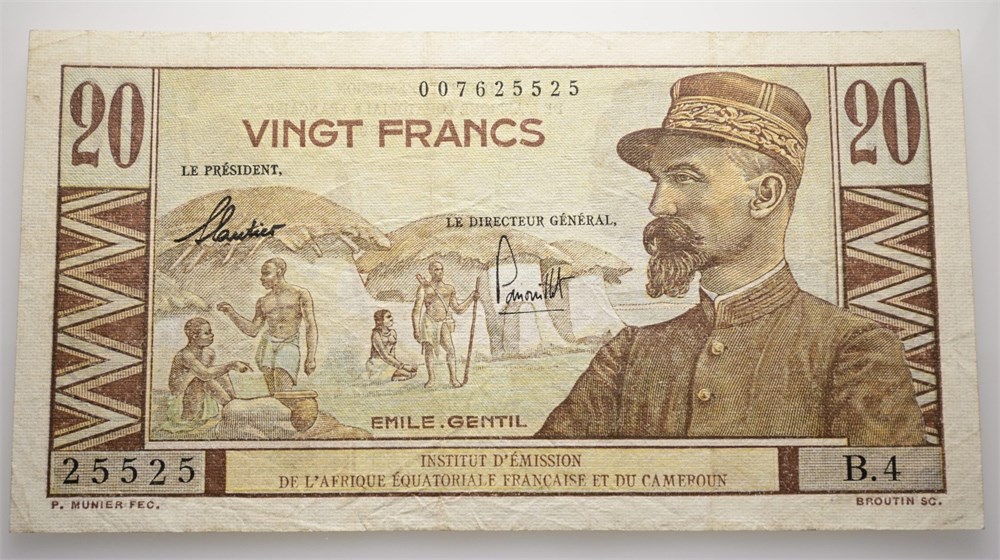 007625525
20 VINGT FRANCS 20
LE PRÉSIDENT,
LE DIRECTEUR GÉNÉRAL,
EMILE.GENTIL
25525
INSTITUT D'ÉMISSION
DE L'AFRIQUE ÉQUATORIALE FRANÇAISE ET DU CAMEROUN
B.4
P. MUNIER FEC.
BROUTIN SC.